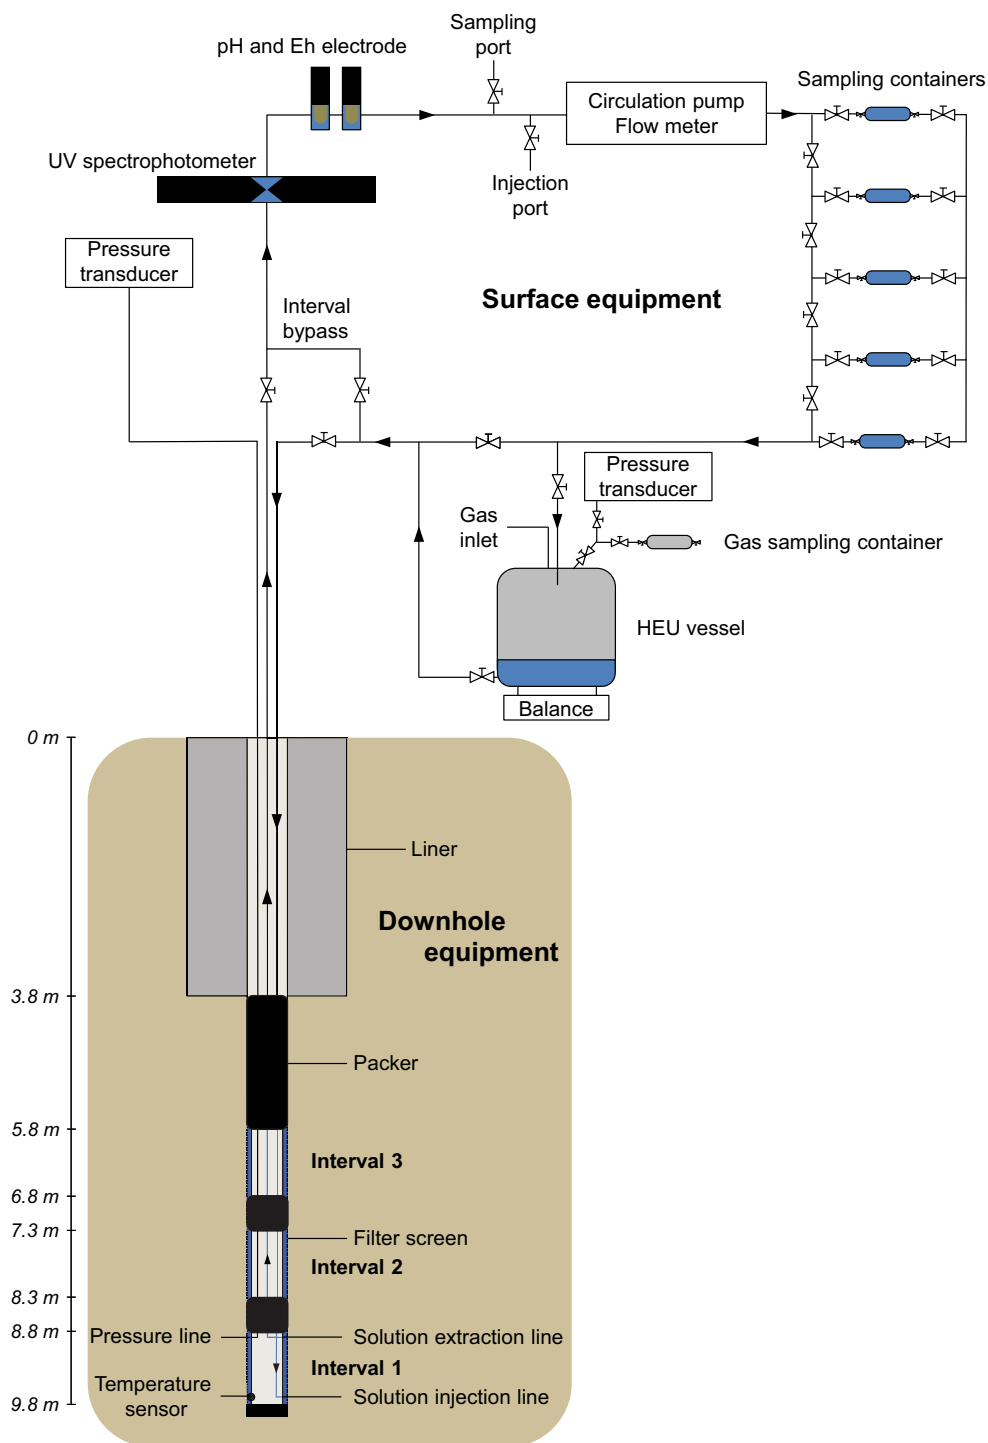 Sampling
port
pH and Eh electrode
Sampling containers
Circulation pump
Flow meter
UV spectrophotometer
Injection
port
Pressure
transducer
Surface equipment
Interval
bypass
Pressure
transducer
Gas
inlet
Gas sampling container
HEU vessel
Balance
0 m
Liner
Downhole
equipment
3.8 m
Packer
5.8 m
Interval 3
6.8 m
7.3 m
Filter screen
Interval 2
8.3 m
8.8 m
Pressure line
Solution extraction line
Interval 1
Temperature
sensor
Solution injection line
9.8 m